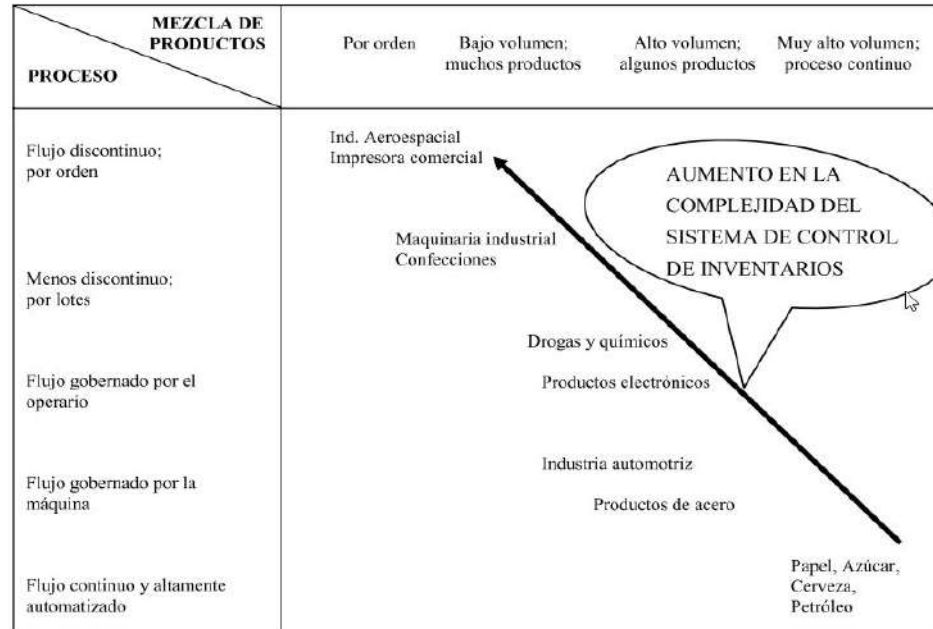 MEZCLA DE
PRODUCTOS
PROCESO
Por orden
Bajo volumen;
muchos productos
Alto volumen;
algunos productos
Muy alto volumen;
proceso continuo
Flujo discontinuo;
por orden
Ind. Aeroespacial
Impresora comercial
AUMENTO EN LA
COMPLEJIDAD DEL
SISTEMA DE CONTROL
DE INVENTARIOS
Maquinaria industrial
Confecciones
Menos discontinuo;
por lotes
Drogas y químicos
Flujo gobernado por el
operario
Productos electrónicos
Industria automotriz
Flujo gobernado por la
máquina
Productos de acero
Flujo continuo y altamente
automatizado
Papel, Azúcar,
Cerveza,
Petróleo